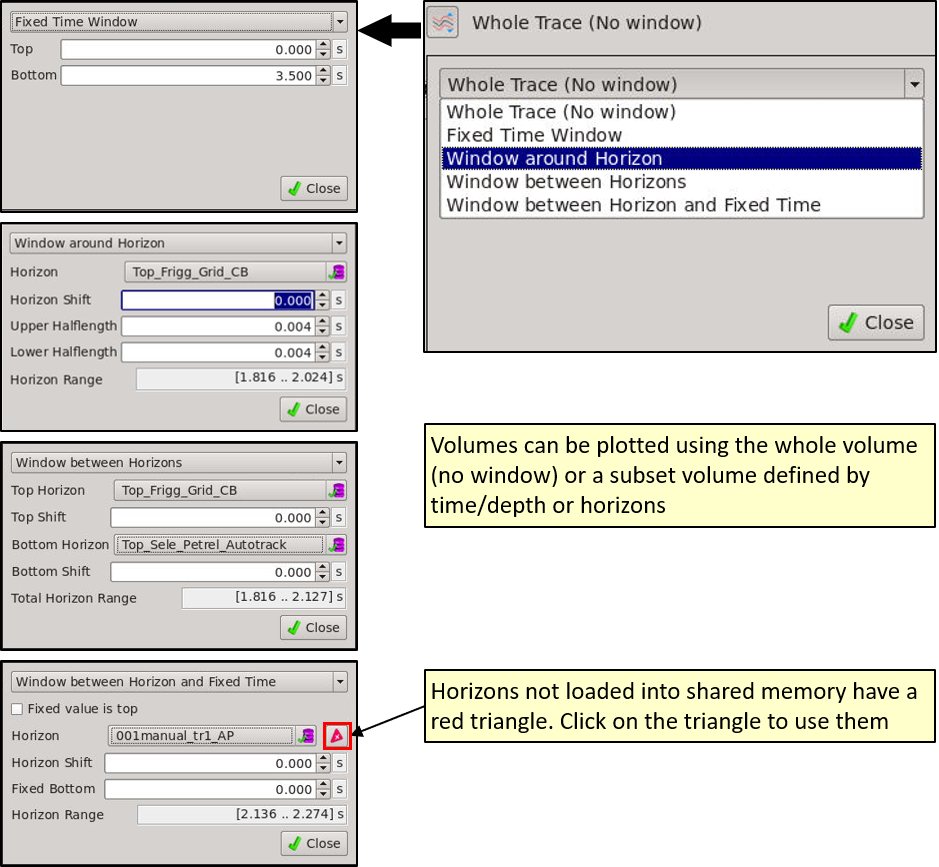 Fixed Time Window
Top 0.000 s
Bottom 3.500 s
Close
Whole Trace (No window)
Whole Trace (No window)
Whole Trace (No window)
Fixed Time Window
Window around Horizon
Window between Horizons
Window between Horizon and Fixed Time
Close
Window around Horizon
Horizon Top_Frigg_Grid_CB
Horizon Shift 0.000 s
Upper Halflength 0.004 s
Lower Halflength 0.004 s
Horizon Range [1.816 .. 2.024] s
Close
Volumes can be plotted using the whole volume
(no window) or a subset volume defined by
time/depth or horizons
Window between Horizons
Top Horizon Top_Frigg_Grid_CB
Top Shift 0.000 s
Bottom Horizon Top_Sele_Petrel_Autotrack
Bottom Shift 0.000 s
Total Horizon Range [1.816 .. 2.127] s
Close
Window between Horizon and Fixed Time
Fixed value is top
Horizon 001manual_tr1_AP
Horizon Shift 0.000 s
Fixed Bottom 0.000 s
Horizon Range [2.136 .. 2.274] s
Close
Horizons not loaded into shared memory have a
red triangle. Click on the triangle to use them